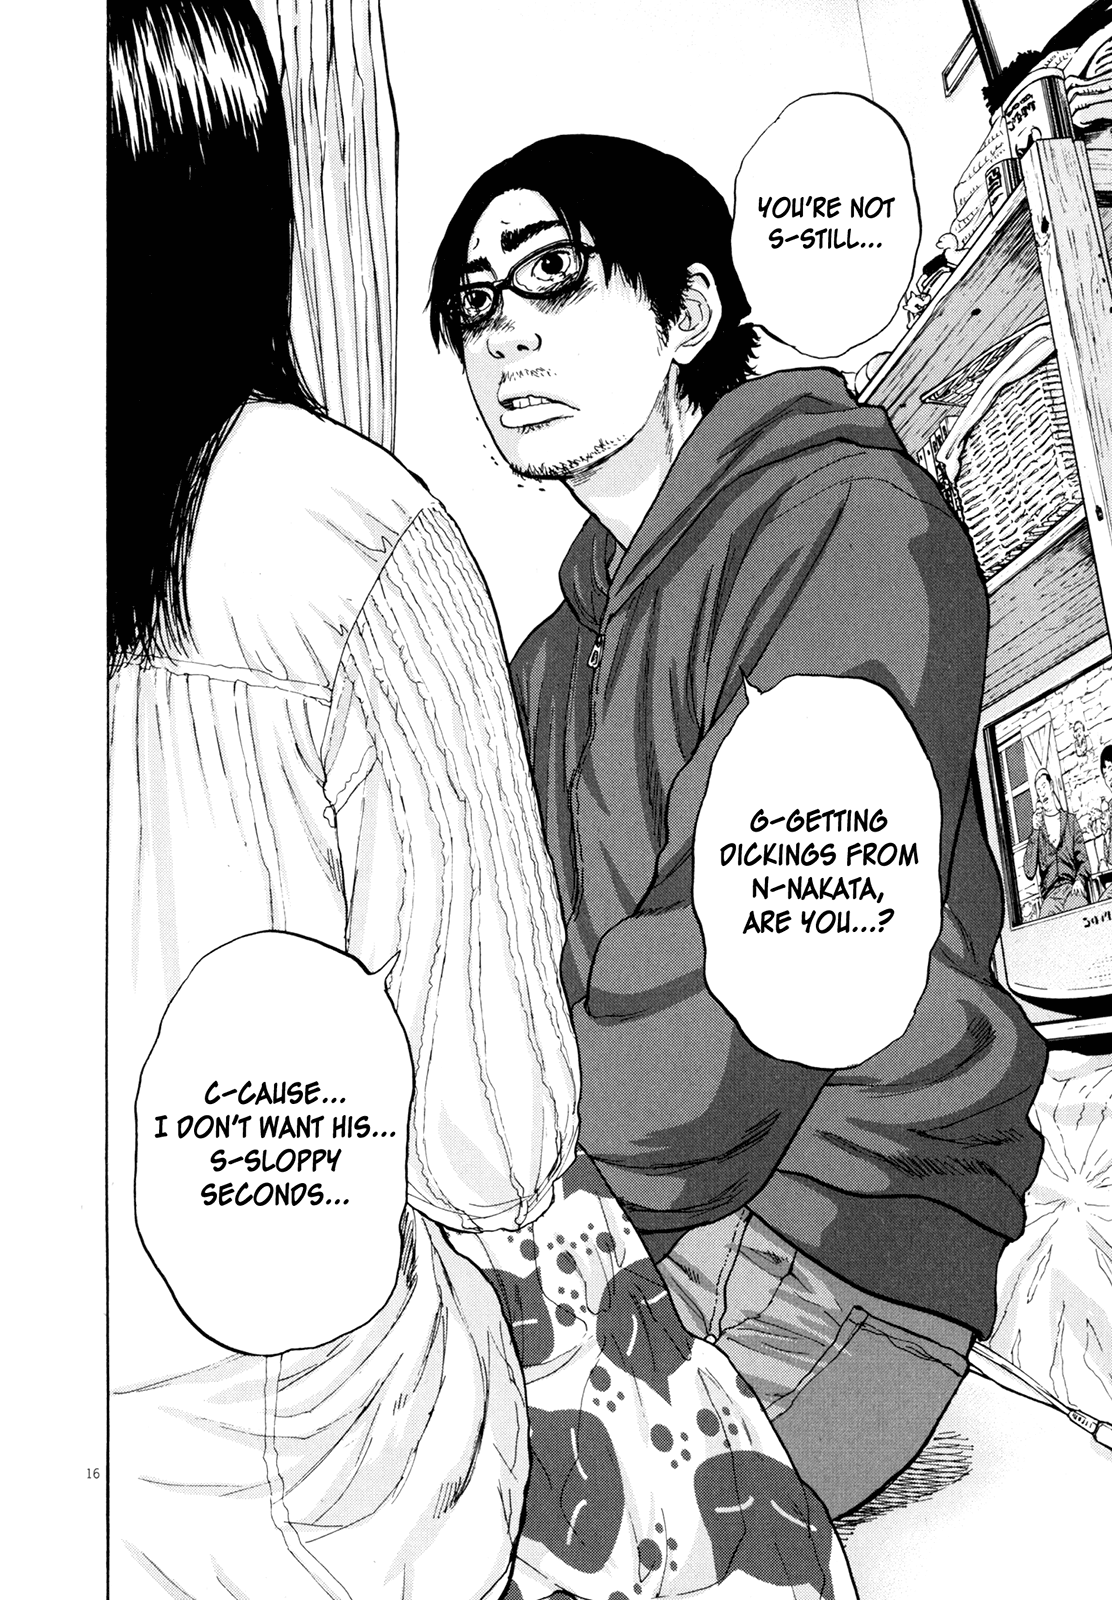 YOU'RE NOT
S-STILL...
G-GETTING
DICKINGS FROM
N-NAKATA,
ARE YOU...?
C-CAUSE...
I DON'T WANT HIS...
S-SLOPPY
SECONDS...
16